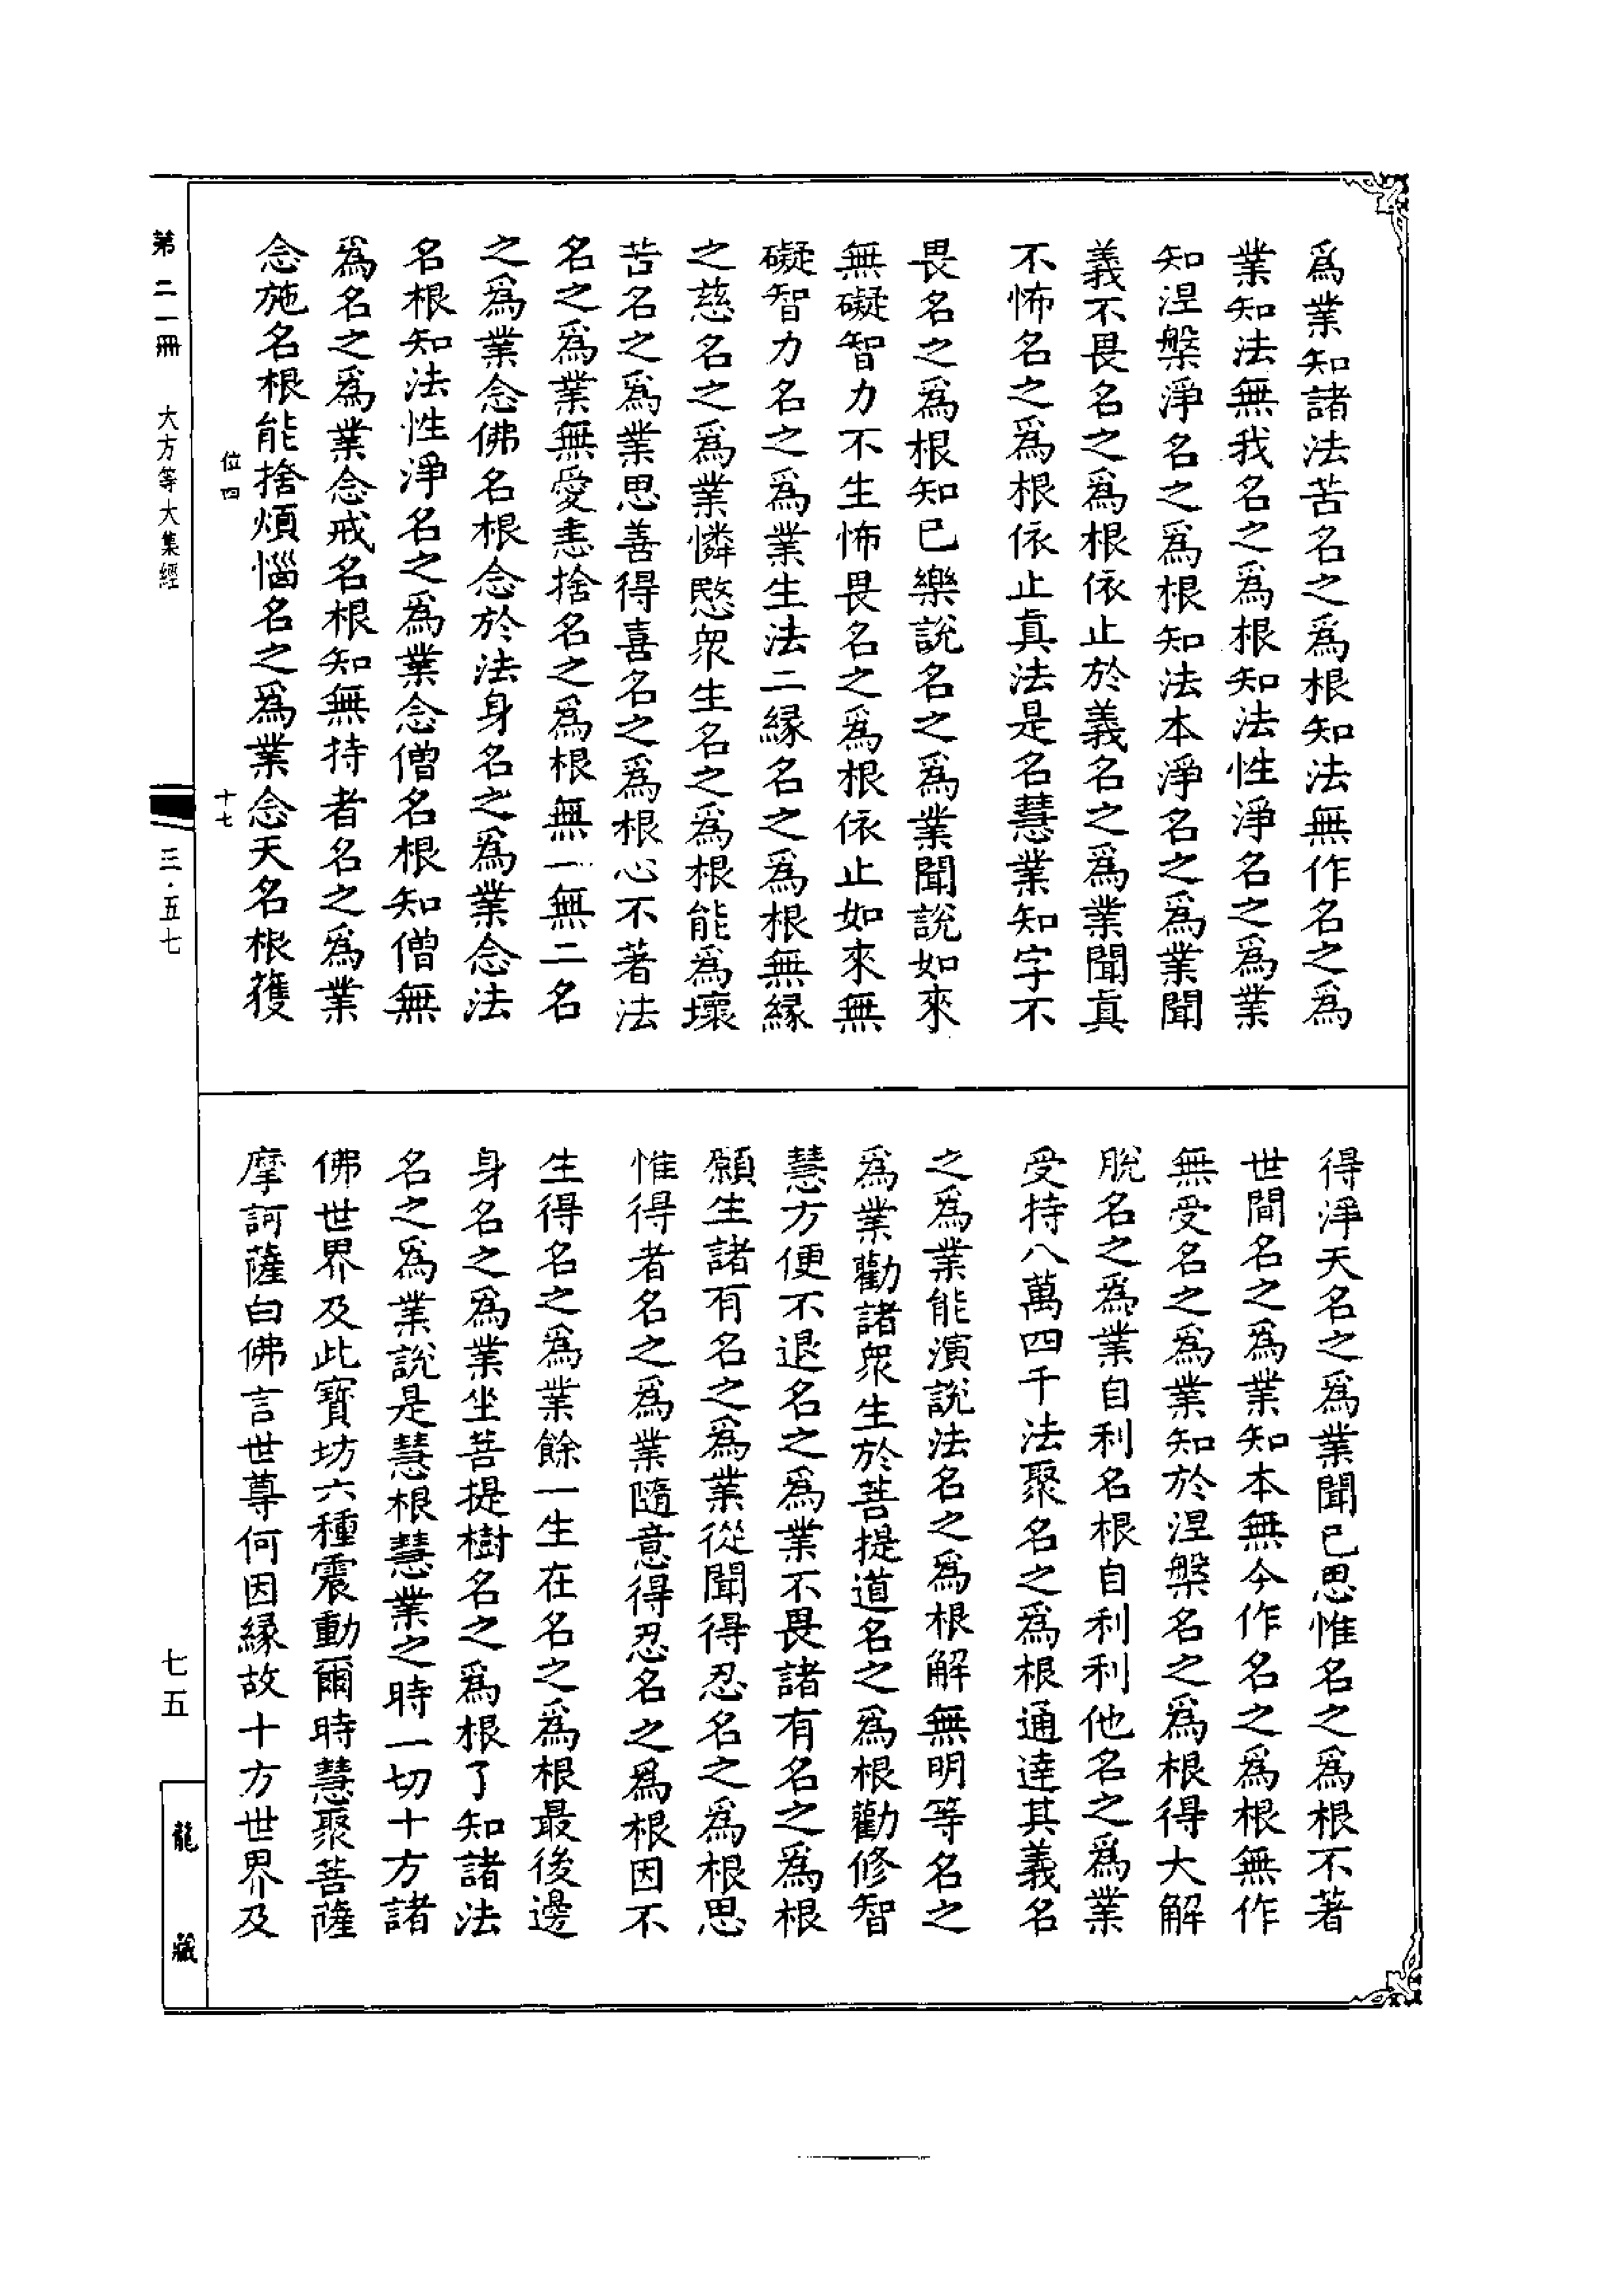 爲業知諸法苦名之爲根知法無作名之爲
業知法無我名之爲根知法性淨名之爲業
知涅槃淨名之爲根知法本淨名之爲業聞
義不畏名之爲根依止於義名之爲業聞真
不怖名之爲根依止真法是名慧業知字不
畏名之爲根知已樂說名之爲業聞說如來
無礙智力不生怖畏名之爲根依止如來無
礙智力名之爲業生法二緣名之爲根無緣
之慈名之爲業憐愍衆生名之爲根能爲壞
苦名之爲業思善得喜名之爲根心不著法
名之爲業無愛恚捨名之爲根無一無二名
之爲業念佛名根念於法身名之爲業念法
名根知法性淨名之爲業念僧名根知僧無
爲名之爲業念戒名根知無持者名之爲業
念施名根能捨煩惱名之爲業念天名根獲
得淨天名之爲業聞已思惟名之爲根不著
世間名之爲業知本無今作名之爲根無作
無受名之爲業知於涅槃名之爲根得大解
脫名之爲業自利名根自利利他名之爲業
受持八萬四千法聚名之爲根通達其義名
之爲業能演說法名之爲根解無明等名之
爲業勸諸衆生於菩提道名之爲根勸修智
慧方便不退名之爲業不畏諸有名之爲根
願生諸有名之爲業從聞得忍名之爲根思
惟得者名之爲業隨意得忍名之爲根因不
生得名之爲業餘一生在名之爲根最後邊
身名之爲業坐菩提樹名之爲根了知諸法
名之爲業說是慧根慧業之時一切十方諸
佛世界及此寶坊六種震動爾時慧聚菩薩
摩訶薩白佛言世尊何因緣故十方世界及
位四
十七
第二一冊
大方等大集經
三·五七
七五
龍藏